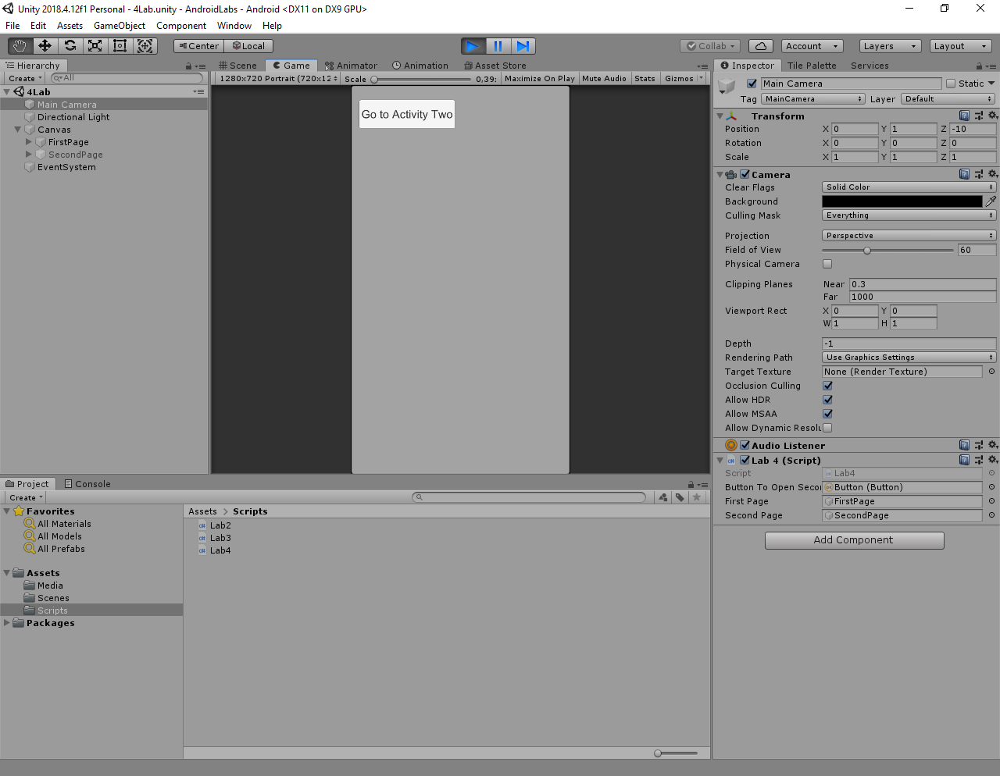 Unity 2018.4.12f1 Personal - 4Lab.unity - AndroidLabs - Android <DX11 on DX9 GPU>
File Edit Assets GameObject Component Window Help
Center Local Collab Account Layers Layout
Hierarchy
Create All
4Lab
Main Camera
Directional Light
Canvas
FirstPage
SecondPage
EventSystem
Scene Game Animator Animation Asset Store
1280x720 Portrait (720x12 Scale 0,39: Maximize On Play Mute Audio Stats Gizmos
Go to Activity Two
Inspector Tile Palette Services
Main Camera Static
Tag MainCamera Layer Default
Transform
Position X 0 Y 1 Z -10
Rotation X 0 Y 0 Z 0
Scale X 1 Y 1 Z 1
Camera
Clear Flags Solid Color
Background
Culling Mask Everything
Projection Perspective
Field of View 60
Physical Camera
Clipping Planes Near 0.3
Far 1000
Viewport Rect X 0 Y 0
W 1 H 1
Depth -1
Rendering Path Use Graphics Settings
Target Texture None (Render Texture)
Occlusion Culling
Allow HDR
Allow MSAA
Allow Dynamic Resolu
Audio Listener
Lab 4 (Script)
Script Lab4
Button To Open Secor Button (Button)
First Page FirstPage
Second Page SecondPage
Add Component
Project Console
Create
Favorites
All Materials
All Models
All Prefabs
Assets
Media
Scenes
Scripts
Packages
Assets > Scripts
Lab2
Lab3
Lab4